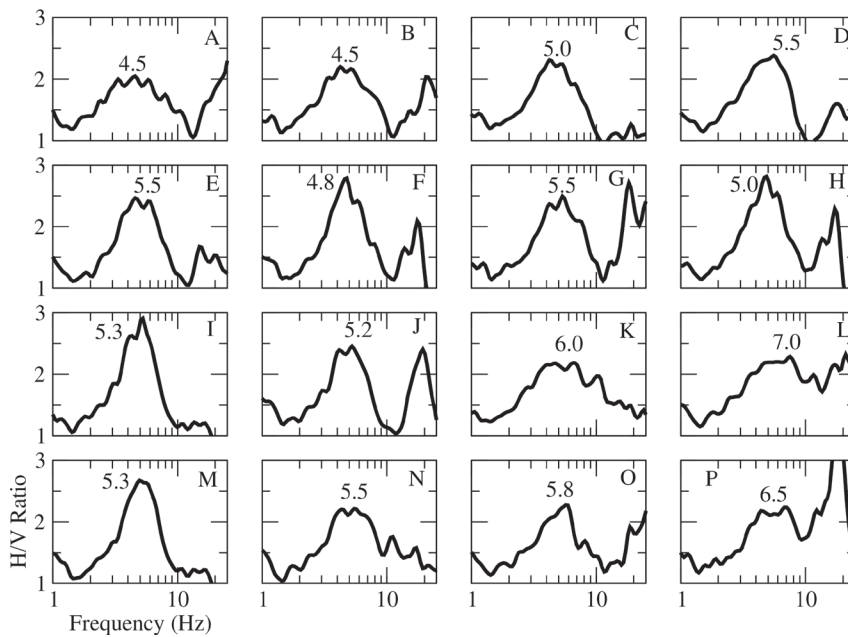 3 A B C D
4.5 4.5 5.0 5.5
2
1
3 E F G H
5.5 4.8 5.5 5.0
2
1
3 I J K L
5.3 5.2 6.0 7.0
2
1
3 M N O P
5.3 5.5 5.8 6.5
2
1
H/V Ratio
1 10 1 10 1 10 1 10
Frequency (Hz)